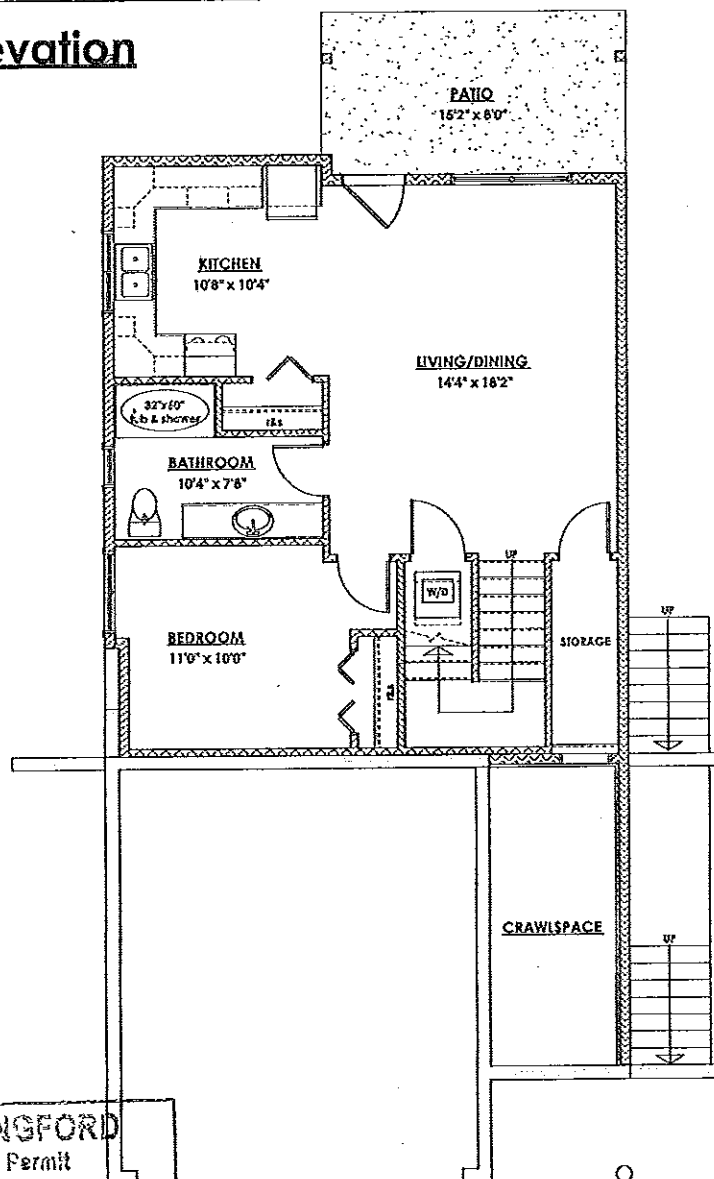 evation
PATIO
15'2" x 8'0"
KITCHEN
10'8" x 10'4"
LIVING/DINING
14'4" x 18'2"
32"x60"
tub & shower
r&s
BATHROOM
10'4" x 7'8"
W/D
UP
BEDROOM
11'0" x 10'0"
r&s
STORAGE
UP
CRAWLSPACE
UP
NGFORD
Permit